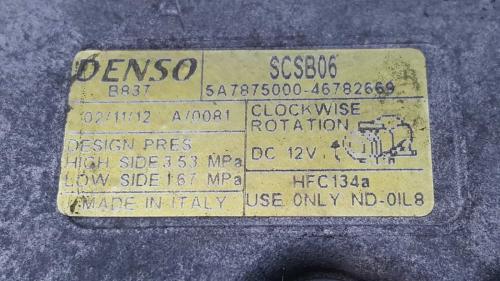 DENSO SCSB06
B837 5A7875000-46782669
02/11/12 A/0081 CLOCKWISE
ROTATION
DESIGN PRES
HIGH SIDE 3.53 MPa DC 12V
LOW SIDE 1.67 MPa HFC134a
MADE IN ITALY USE ONLY ND-OIL8